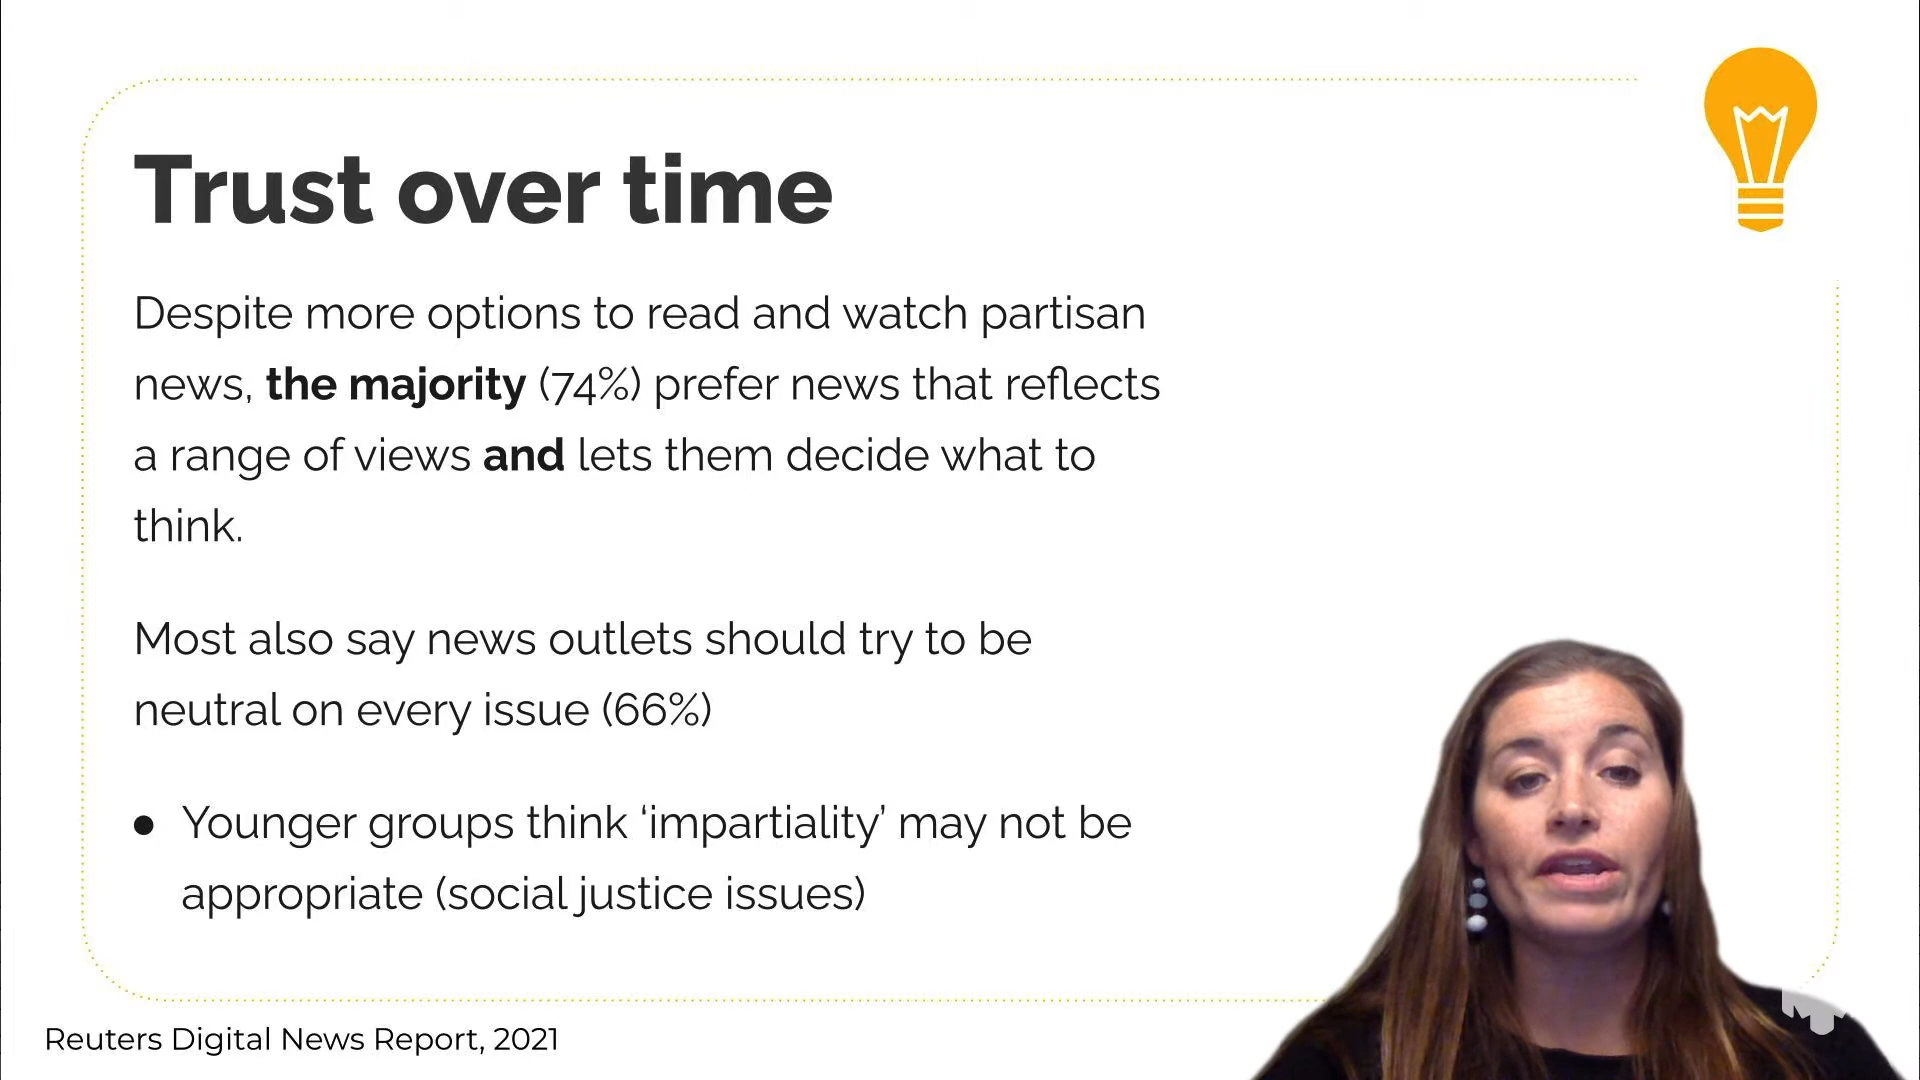 Trust over time
Despite more options to read and watch partisan
news, the majority (74%) prefer news that reflects
a range of views and lets them decide what to
think.
Most also say news outlets should try to be
neutral on every issue (66%)
● Younger groups think ‘impartiality’ may not be
appropriate (social justice issues)
Reuters Digital News Report, 2021